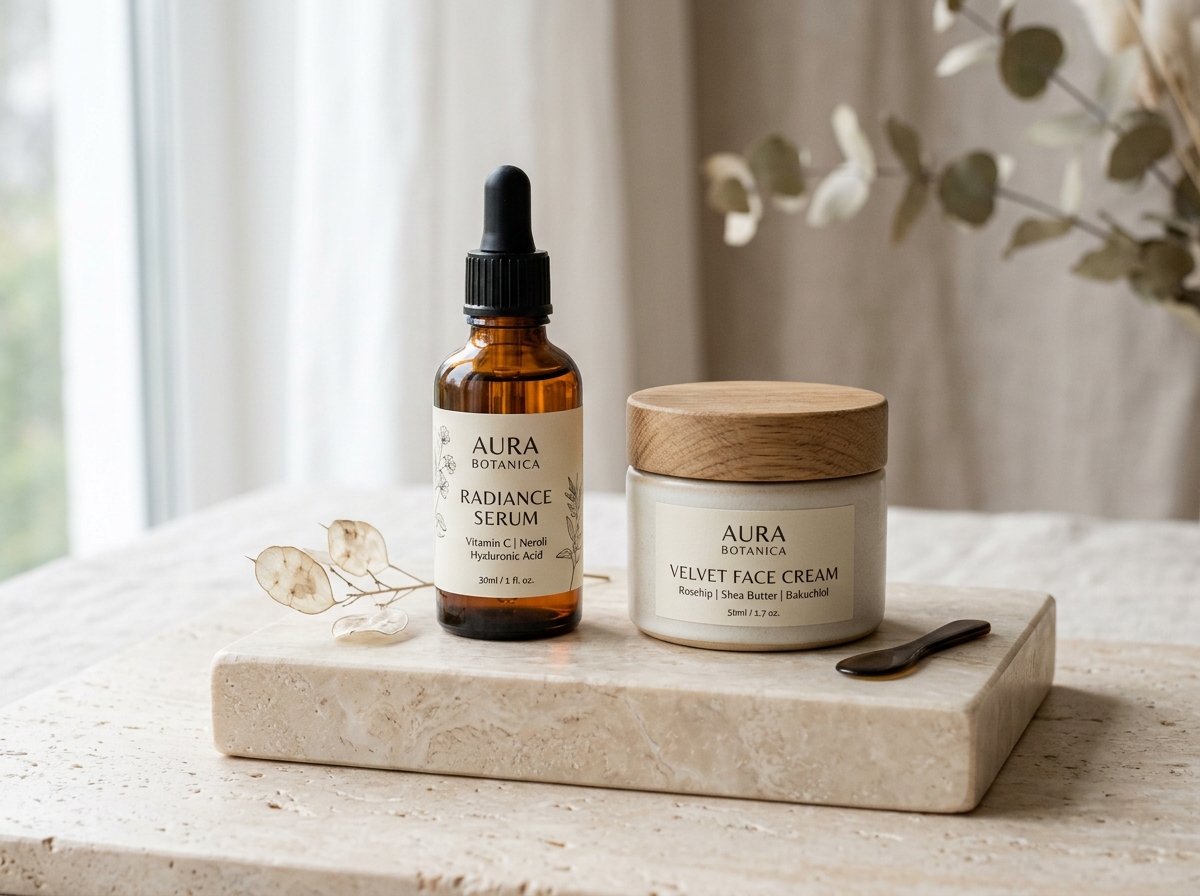 AURA
BOTANICA
RADIANCE
SERUM
Vitamin C | Neroli
Hyaluronic Acid
30ml / 1 fl. oz.
AURA
BOTANICA
VELVET FACE CREAM
Rosehip | Shea Butter | Bakuchlol
50ml / 1.7 oz.